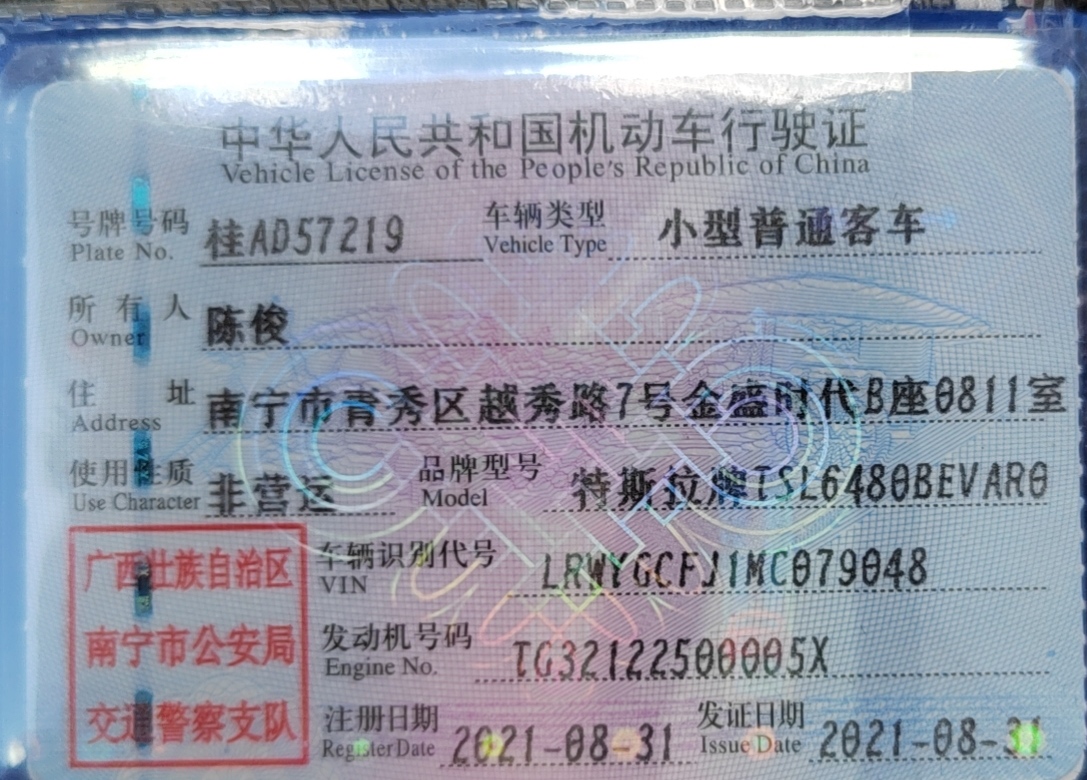 中华人民共和国机动车行驶证
Vehicle License of the People's Republic of China
号牌号码 桂AD57219 车辆类型 小型普通客车
Plate No. Vehicle Type
所有人 陈俊
Owner
住址 南宁市青秀区越秀路7号金盛时代B座0811室
Address
使用性质 非营运 品牌型号 特斯拉牌TSL6480BEVAR0
Use Character Model
广西壮族自治区
南宁市公安局
交通警察支队
车辆识别代号 LRWYGCFJ1MC079048
VIN
发动机号码 TG32122500005X
Engine No.
注册日期 2021-08-31 发证日期 2021-08-31
Register Date Issue Date